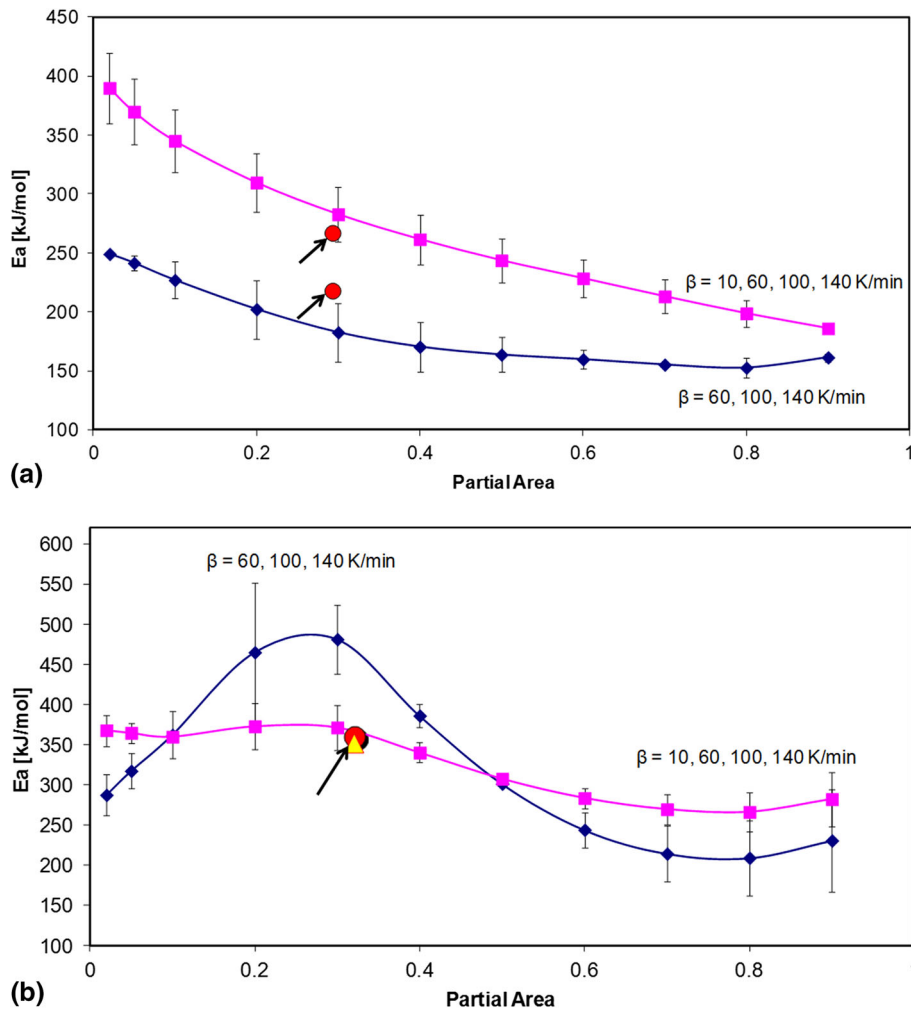 450
400
350
300
250
200
150
100
Ea [kJ/mol]
β = 10, 60, 100, 140 K/min
β = 60, 100, 140 K/min
0 0.2 0.4 0.6 0.8 1
(a)
Partial Area
600
550
500
450
400
350
300
250
200
150
100
Ea [kJ/mol]
β = 60, 100, 140 K/min
β = 10, 60, 100, 140 K/min
0 0.2 0.4 0.6 0.8
(b)
Partial Area